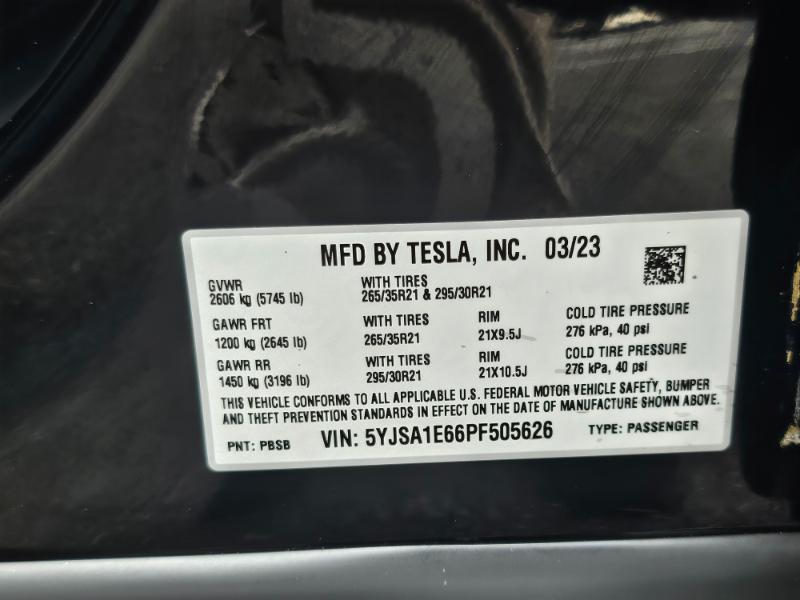 MFD BY TESLA, INC. 03/23
GVWR
2606 kg (5745 lb)
WITH TIRES
265/35R21 & 295/30R21
GAWR FRT
1200 kg (2645 lb)
WITH TIRES
265/35R21
RIM
21X9.5J
COLD TIRE PRESSURE
276 kPa, 40 psi
GAWR RR
1450 kg (3196 lb)
WITH TIRES
295/30R21
RIM
21X10.5J
COLD TIRE PRESSURE
276 kPa, 40 psi
THIS VEHICLE CONFORMS TO ALL APPLICABLE U.S. FEDERAL MOTOR VEHICLE SAFETY, BUMPER
AND THEFT PREVENTION STANDARDS IN EFFECT ON THE DATE OF MANUFACTURE SHOWN ABOVE.
PNT: PBSB VIN: 5YJSA1E66PF505626 TYPE: PASSENGER